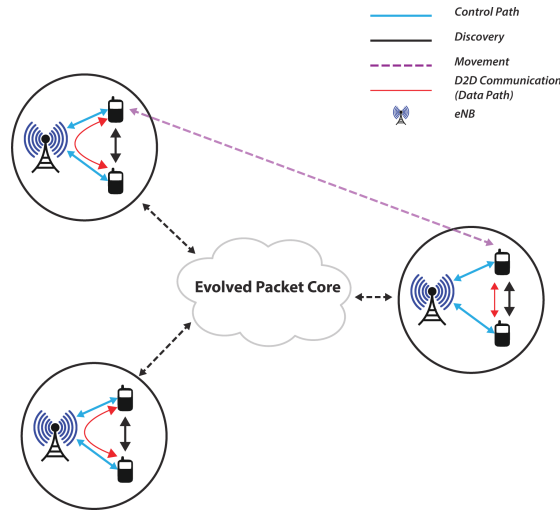 Control Path
Discovery
Movement
D2D Communication
(Data Path)
eNB
Evolved Packet Core